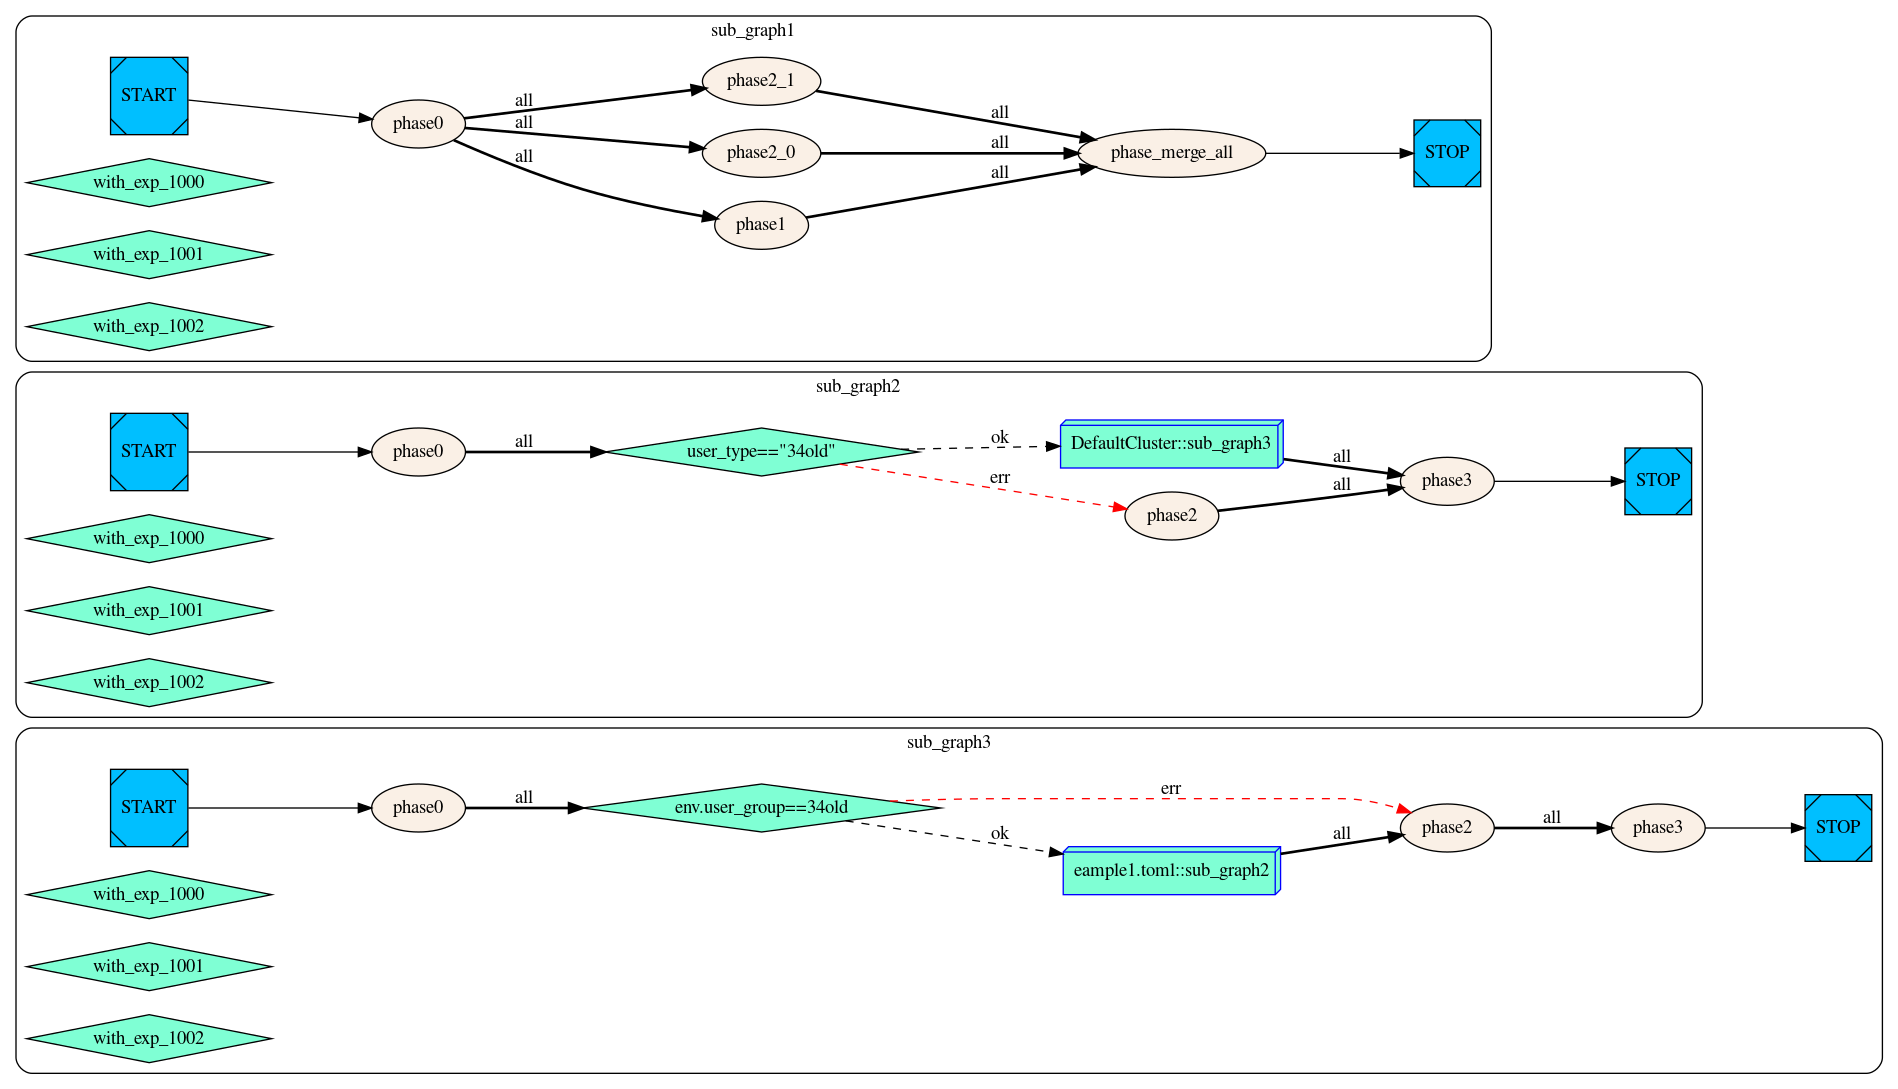 sub_graph1
START
phase0
all
all
all
phase2_1
phase2_0
phase1
all
all
all
phase_merge_all
STOP
with_exp_1000
with_exp_1001
with_exp_1002
sub_graph2
START
phase0
all
user_type=="34old"
ok
err
DefaultCluster::sub_graph3
phase2
all
all
phase3
STOP
with_exp_1000
with_exp_1001
with_exp_1002
sub_graph3
START
phase0
all
env.user_group==34old
err
ok
eample1.toml::sub_graph2
all
phase2
all
phase3
STOP
with_exp_1000
with_exp_1001
with_exp_1002